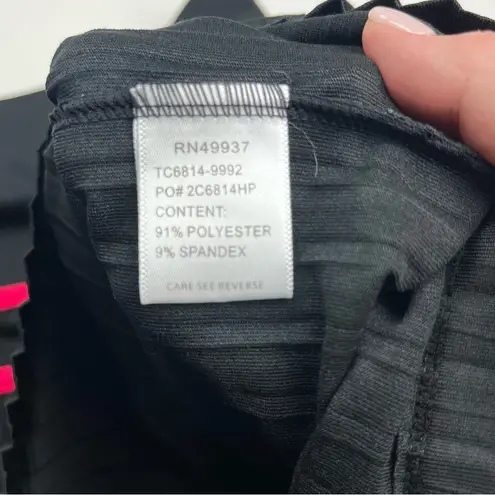 RN49937
TC6814-9992
PO# 2C6814HP
CONTENT:
91% POLYESTER
9% SPANDEX
CARE SEE REVERSE